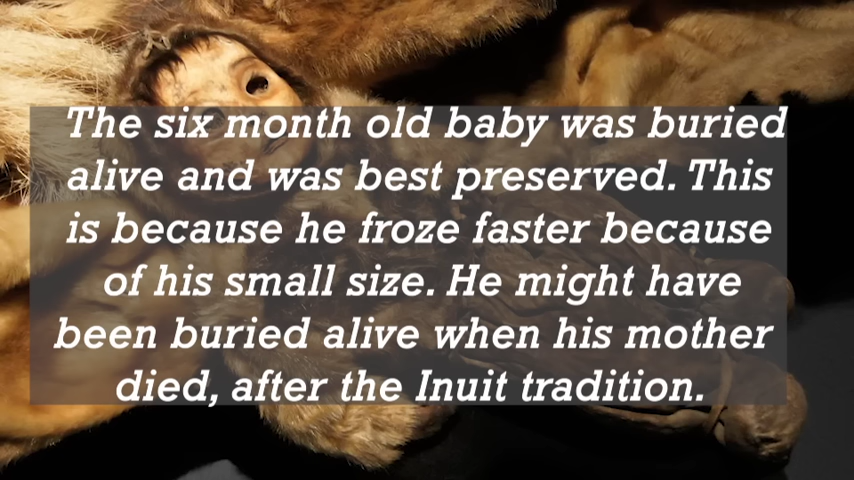 The six month old baby was buried
alive and was best preserved. This
is because he froze faster because
of his small size. He might have
been buried alive when his mother
died, after the Inuit tradition.